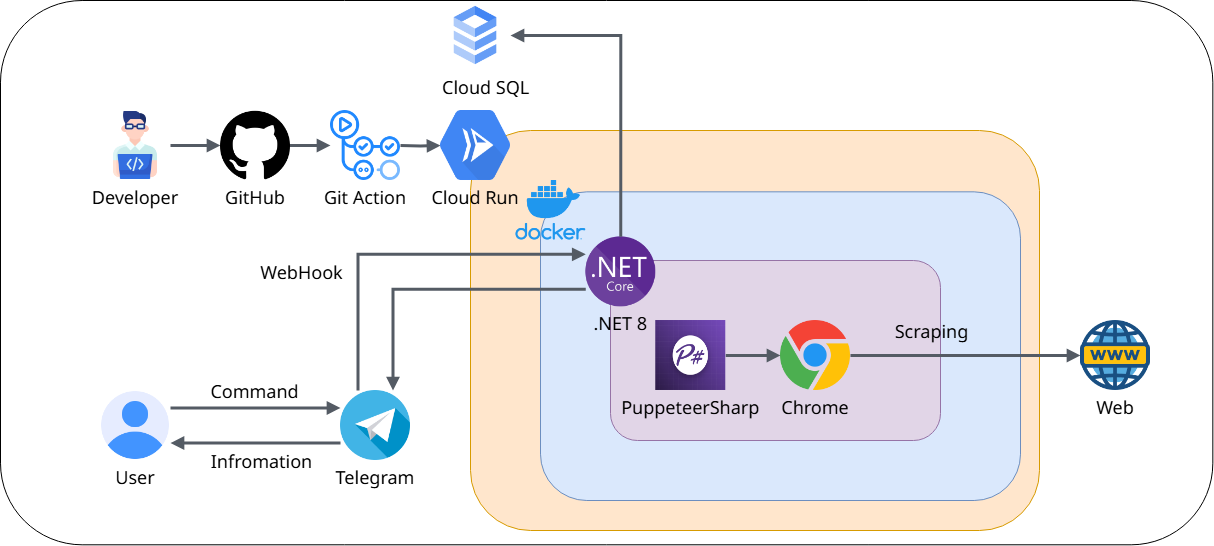 Cloud SQL
Developer
GitHub
Git Action
Cloud Run
docker
WebHook
.NET
Core
.NET 8
P#
PuppeteerSharp
Chrome
Scraping
www
Web
Command
Infromation
User
Telegram